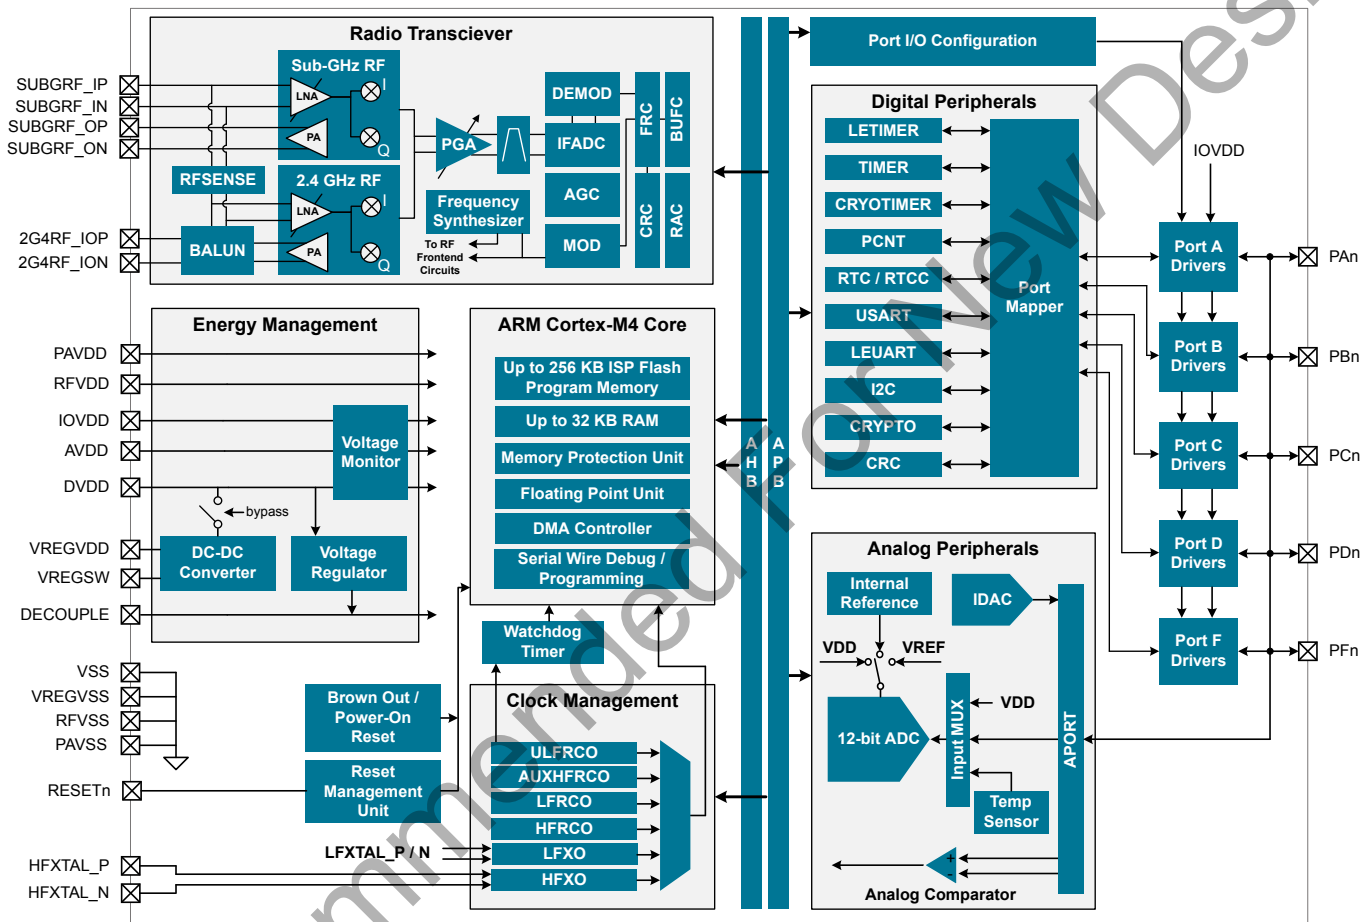 Radio Transciever
SUBGRF_IP
SUBGRF_IN
SUBGRF_OP
SUBGRF_ON
2G4RF_IOP
2G4RF_ION
Sub-GHz RF
LNA
I
PA
Q
RFSENSE
2.4 GHz RF
LNA
I
PA
Q
BALUN
PGA
Frequency
Synthesizer
To RF
Frontend
Circuits
DEMOD
IFADC
AGC
MOD
FRC
BUFC
CRC
RAC
Energy Management
PAVDD
RFVDD
IOVDD
AVDD
DVDD
VREGVDD
VREGSW
DECOUPLE
Voltage
Monitor
bypass
DC-DC
Converter
Voltage
Regulator
VSS
VREGVSS
RFVSS
PAVSS
RESETn
HFXTAL_P
HFXTAL_N
Brown Out /
Power-On
Reset
Reset
Management
Unit
LFXTAL_P / N
ARM Cortex-M4 Core
Up to 256 KB ISP Flash
Program Memory
Up to 32 KB RAM
Memory Protection Unit
Floating Point Unit
DMA Controller
Serial Wire Debug /
Programming
Watchdog
Timer
Clock Management
ULFRCO
AUXHFRCO
LFRCO
HFRCO
LFXO
HFXO
AHB
APB
Port I/O Configuration
Digital Peripherals
LETIMER
TIMER
CRYOTIMER
PCNT
RTC / RTCC
USART
LEUART
I2C
CRYPTO
CRC
Port
Mapper
IOVDD
Port A
Drivers
Port B
Drivers
Port C
Drivers
Port D
Drivers
Port F
Drivers
PAn
PBn
PCn
PDn
PFn
Analog Peripherals
Internal
Reference
IDAC
VDD
VREF
12-bit ADC
Input MUX
VDD
Temp
Sensor
APORT
+
-
Analog Comparator
mmended For New Desi